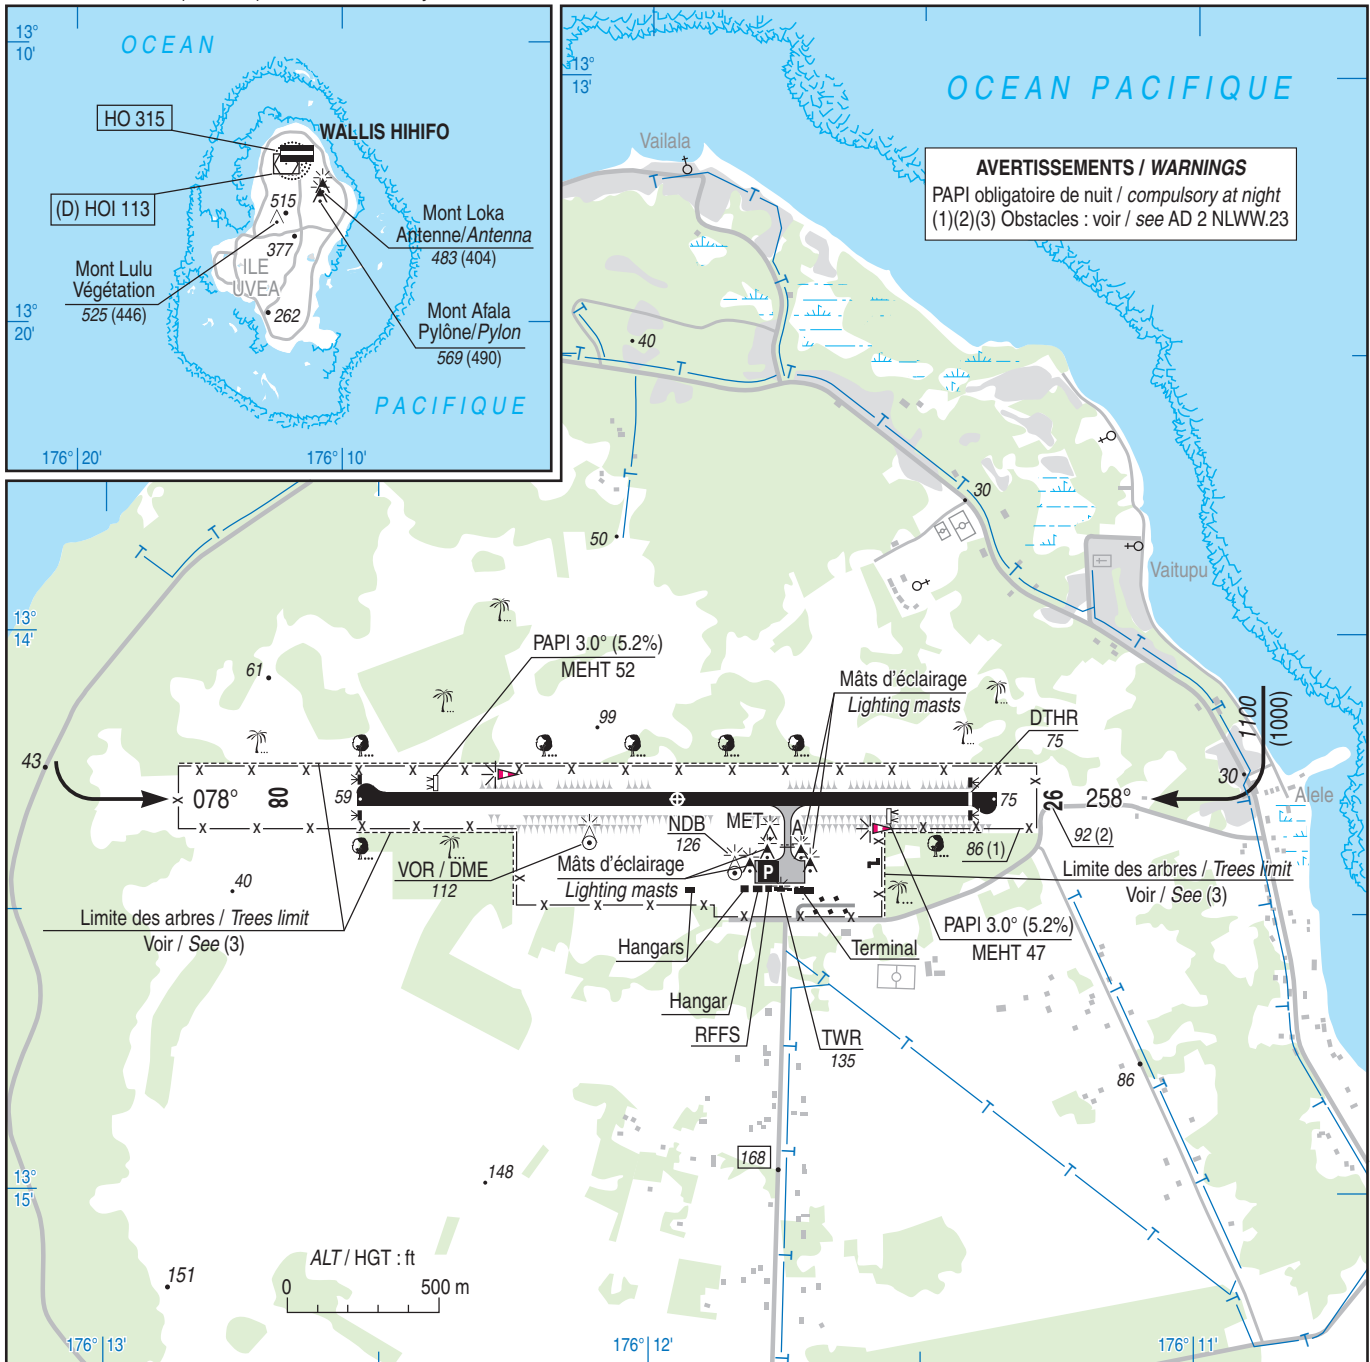 13°
10'
OCEAN
HO 315
WALLIS HIHIFO
(D) HOI 113
515
377
Mont Loka
Antenne/Antenna
483 (404)
Mont Lulu
Végétation
525 (446)
ILE
UVEA
262
13°
20'
Mont Afala
Pylône/Pylon
569 (490)
PACIFIQUE
176° 20'
176° 10'
13°
13'
OCEAN PACIFIQUE
Vailala
AVERTISSEMENTS / WARNINGS
PAPI obligatoire de nuit / compulsory at night
(1)(2)(3) Obstacles : voir / see AD 2 NLWW.23
40
30
50
Vaitupu
13°
14'
61
PAPI 3.0° (5.2%)
MEHT 52
99
Mâts d'éclairage
Lighting masts
DTHR
75
1100
(1000)
43
078°
08
59
75
26
258°
30
Alele
NDB
126
MET
A
86 (1)
92 (2)
VOR / DME
112
Mâts d'éclairage
Lighting masts
P
Limite des arbres / Trees limit
Voir / See (3)
40
Limite des arbres / Trees limit
Voir / See (3)
Hangars
Terminal
PAPI 3.0° (5.2%)
MEHT 47
Hangar
RFFS
TWR
135
86
13°
15'
148
168
151
ALT / HGT : ft
0
500 m
176° 13'
176° 12'
176° 11'